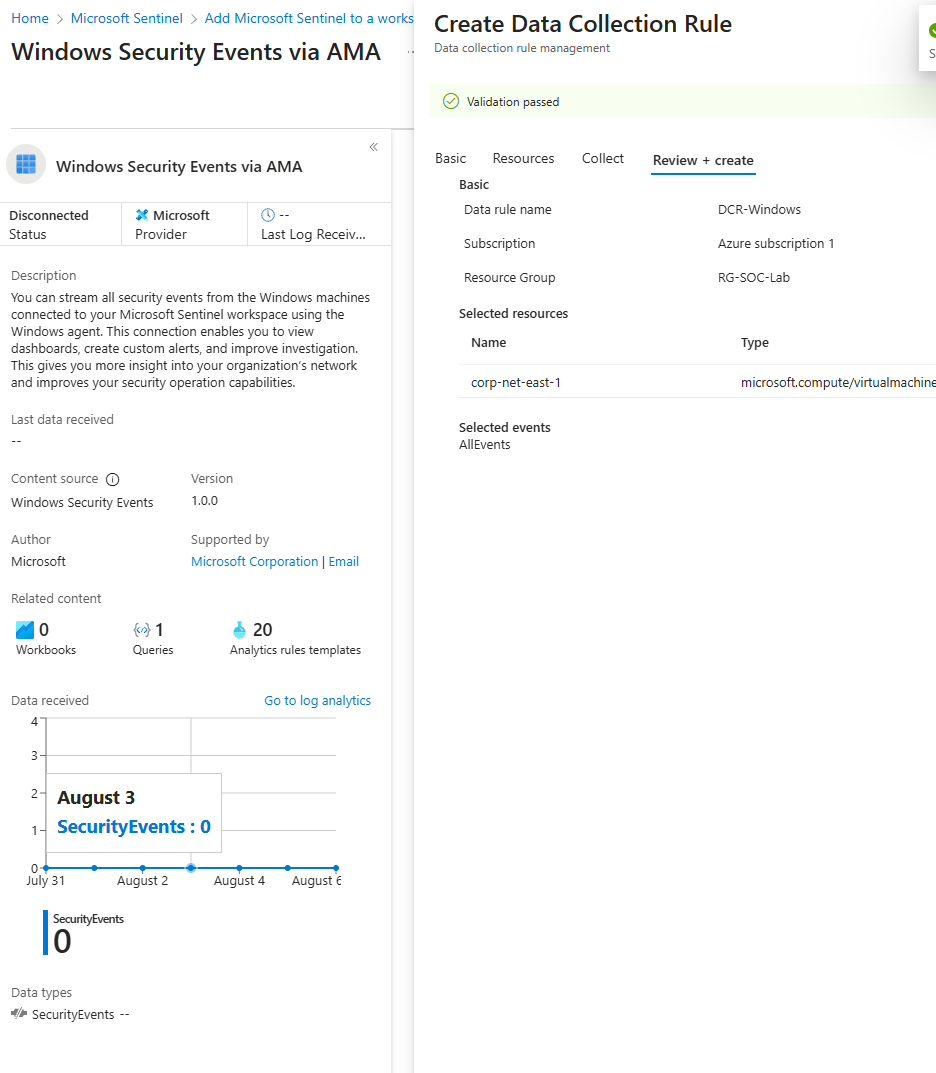 Home > Microsoft Sentinel > Add Microsoft Sentinel to a works
Windows Security Events via AMA ...
Windows Security Events via AMA
Disconnected
Status
Microsoft
Provider
--
Last Log Receiv...
Description
You can stream all security events from the Windows machines
connected to your Microsoft Sentinel workspace using the
Windows agent. This connection enables you to view
dashboards, create custom alerts, and improve investigation.
This gives you more insight into your organization's network
and improves your security operation capabilities.
Last data received
--
Content source
Windows Security Events
Version
1.0.0
Author
Microsoft
Supported by
Microsoft Corporation | Email
Related content
0
Workbooks
1
Queries
20
Analytics rules templates
Data received
Go to log analytics
4
3
2
1
0
August 3
SecurityEvents : 0
July 31
August 2
August 4
August 6
SecurityEvents
0
Data types
SecurityEvents --
Create Data Collection Rule
Data collection rule management
Validation passed
Basic
Resources
Collect
Review + create
Basic
Data rule name
DCR-Windows
Subscription
Azure subscription 1
Resource Group
RG-SOC-Lab
Selected resources
Name
Type
corp-net-east-1
microsoft.compute/virtualmachine
Selected events
AllEvents